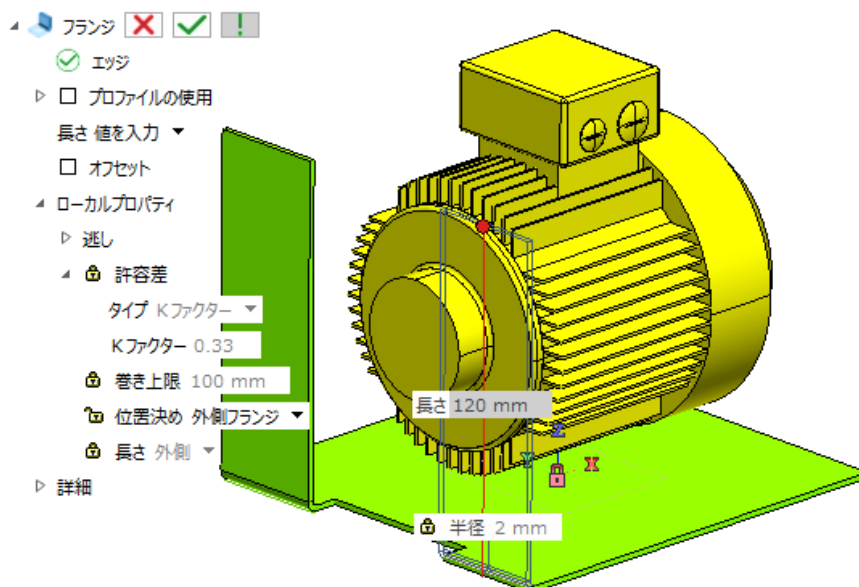 フランジ
エッジ
プロファイルの使用
長さ 値を入力
オフセット
ローカルプロパティ
逃し
許容差
タイプ Kファクター
Kファクター 0.33
巻き上限 100 mm
長さ 120 mm
位置決め 外側フランジ
Z
Y
X
長さ 外側
詳細
半径 2 mm